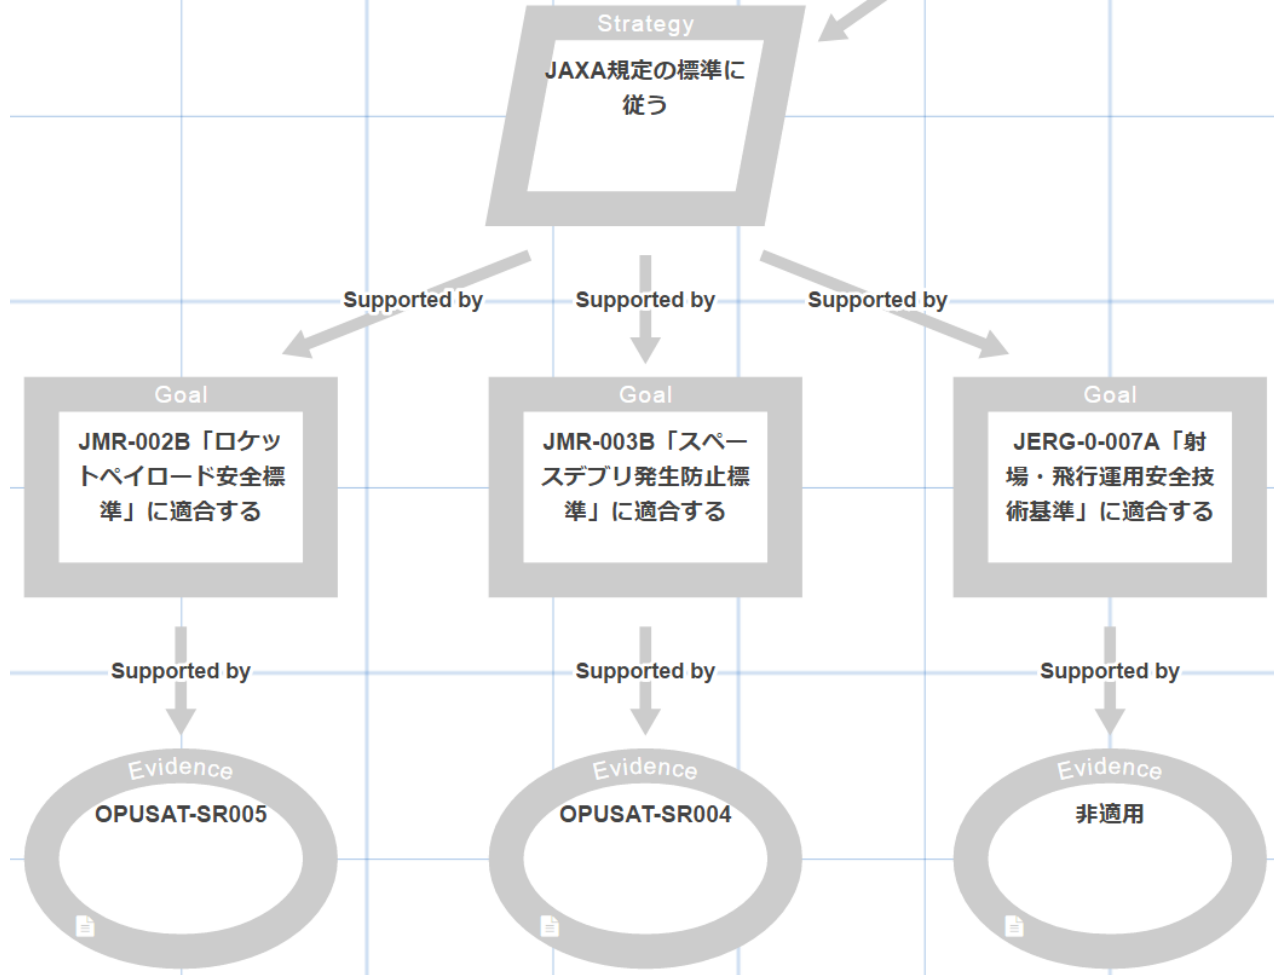 Strategy
JAXA規定の標準に
従う
Supported by
Supported by
Supported by
Goal
JMR-002B「ロケッ
トペイロード安全標
準」に適合する
Goal
JMR-003B「スペー
スデブリ発生防止標
準」に適合する
Goal
JERG-0-007A「射
場・飛行運用安全技
術基準」に適合する
Supported by
Supported by
Supported by
Evidence
OPUSAT-SR005
Evidence
OPUSAT-SR004
Evidence
非適用